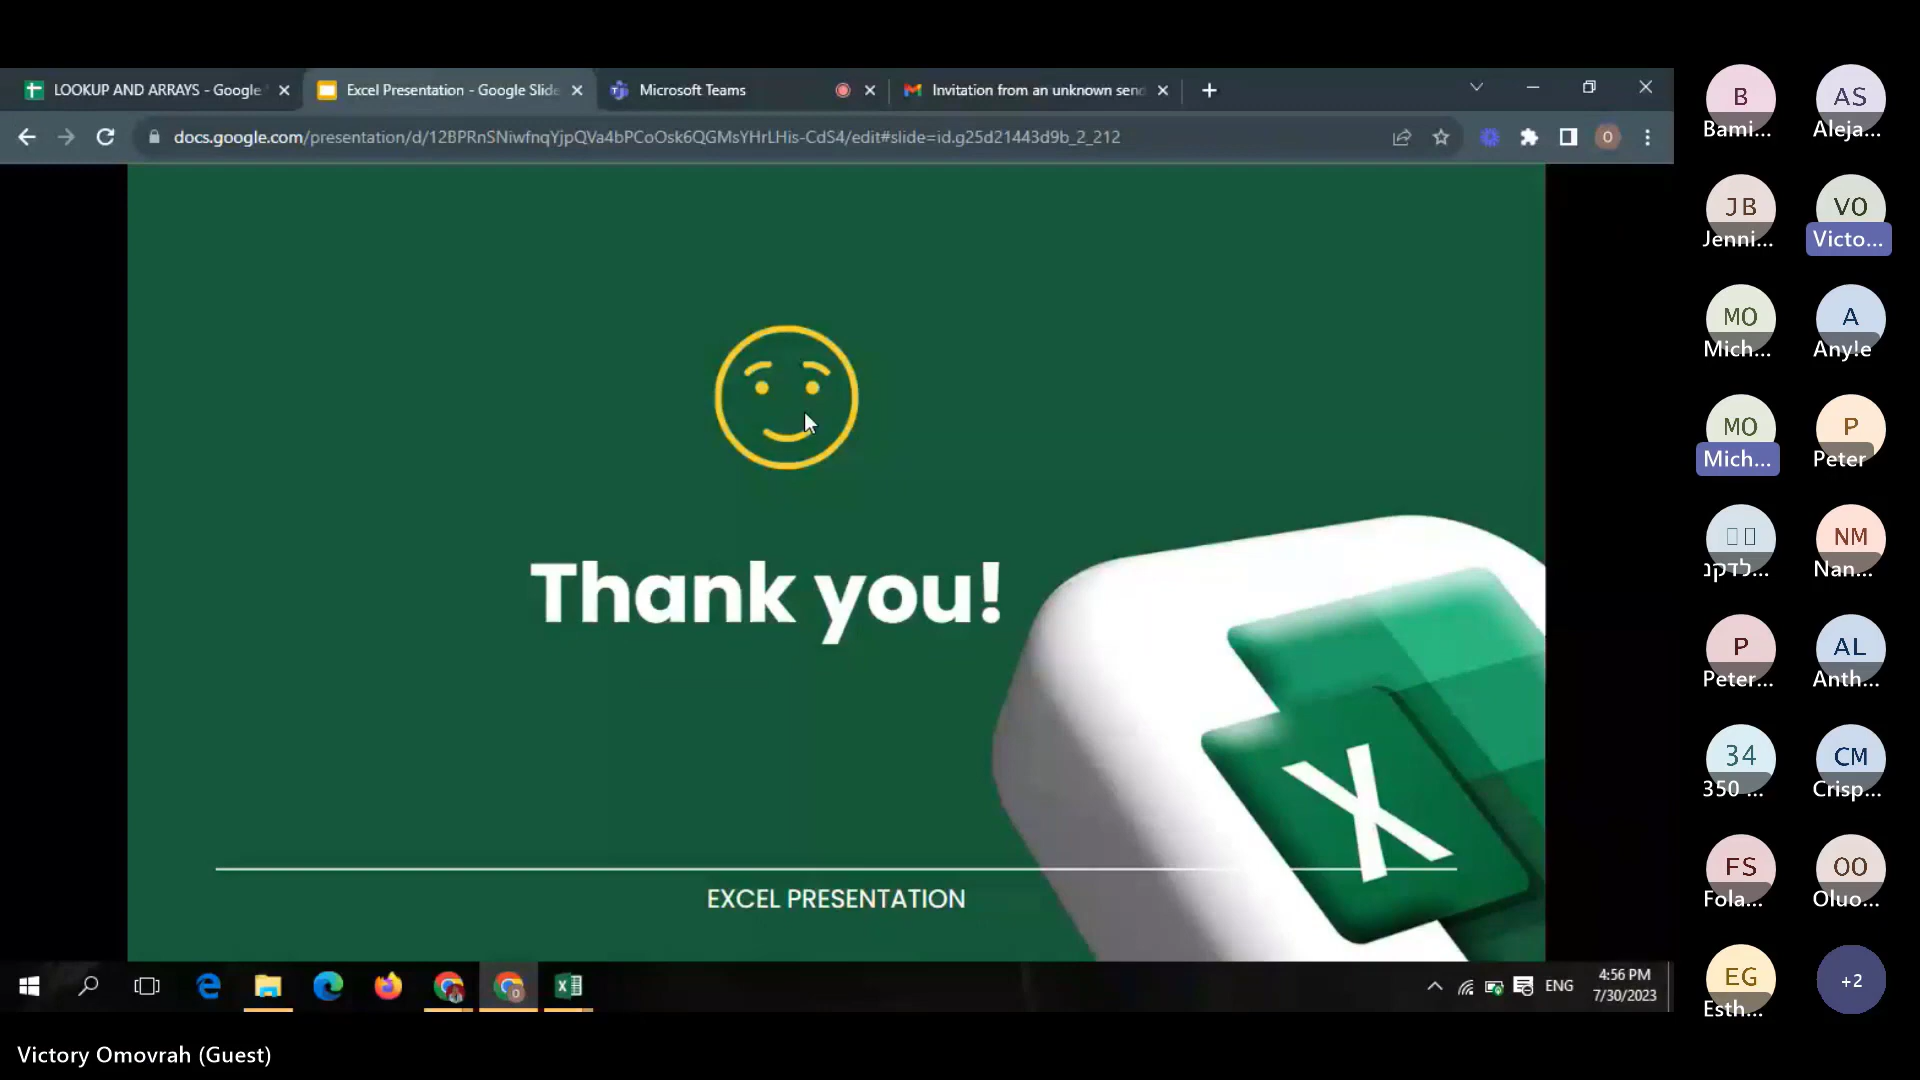 LOOKUP AND ARRAYS - Google
Excel Presentation - Google Slide
Microsoft Teams
Invitation from an unknown send
docs.google.com/presentation/d/12BPRnSNiwfnqYjpQVa4bPCoOsk6QGMsYHrLHis-CdS4/edit#slide=id.g25d21443d9b_2_212
O
Thank you!
X
EXCEL PRESENTATION
ENG
4:56 PM
7/30/2023
Victory Omovrah (Guest)
B
Bami...
AS
Aleja...
JB
Jenni...
VO
Victo...
MO
Mich...
A
Any!e
MO
Mich...
P
Peter
לדקנ...
NM
Nan...
P
Peter...
AL
Anth...
34
350 ...
CM
Crisp...
FS
Fola...
OO
Oluo...
EG
Esth...
+2